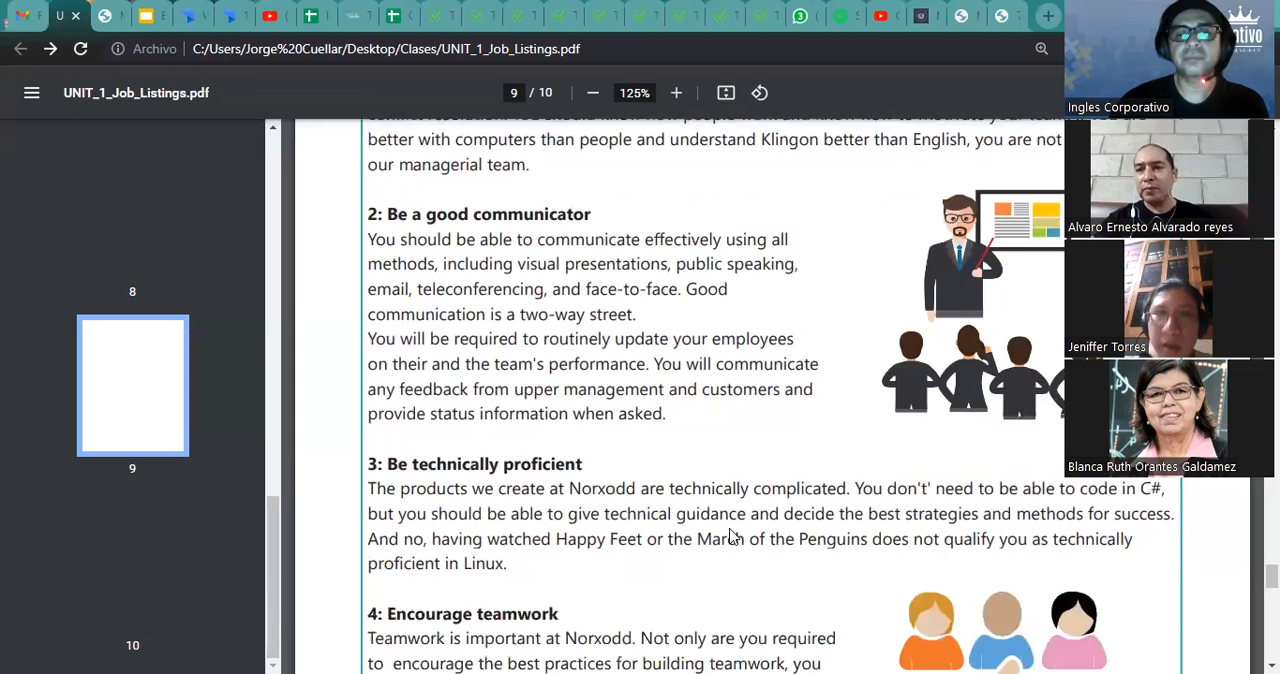 U
3
Archivo
C:/Users/Jorge%20Cuellar/Desktop/Clases/UNIT_1_Job_Listings.pdf
UNIT_1_Job_Listings.pdf
9 / 10
125%
Ingles Corporativo
Alvaro Ernesto Alvarado reyes
Jeniffer Torres
Blanca Ruth Orantes Galdamez
8
9
10
better with computers than people and understand Klingon better than English, you are not
our managerial team.
2: Be a good communicator
You should be able to communicate effectively using all
methods, including visual presentations, public speaking,
email, teleconferencing, and face-to-face. Good
communication is a two-way street.
You will be required to routinely update your employees
on their and the team's performance. You will communicate
any feedback from upper management and customers and
provide status information when asked.
3: Be technically proficient
The products we create at Norxodd are technically complicated. You don't' need to be able to code in C#,
but you should be able to give technical guidance and decide the best strategies and methods for success.
And no, having watched Happy Feet or the March of the Penguins does not qualify you as technically
proficient in Linux.
4: Encourage teamwork
Teamwork is important at Norxodd. Not only are you required
to encourage the best practices for building teamwork, you